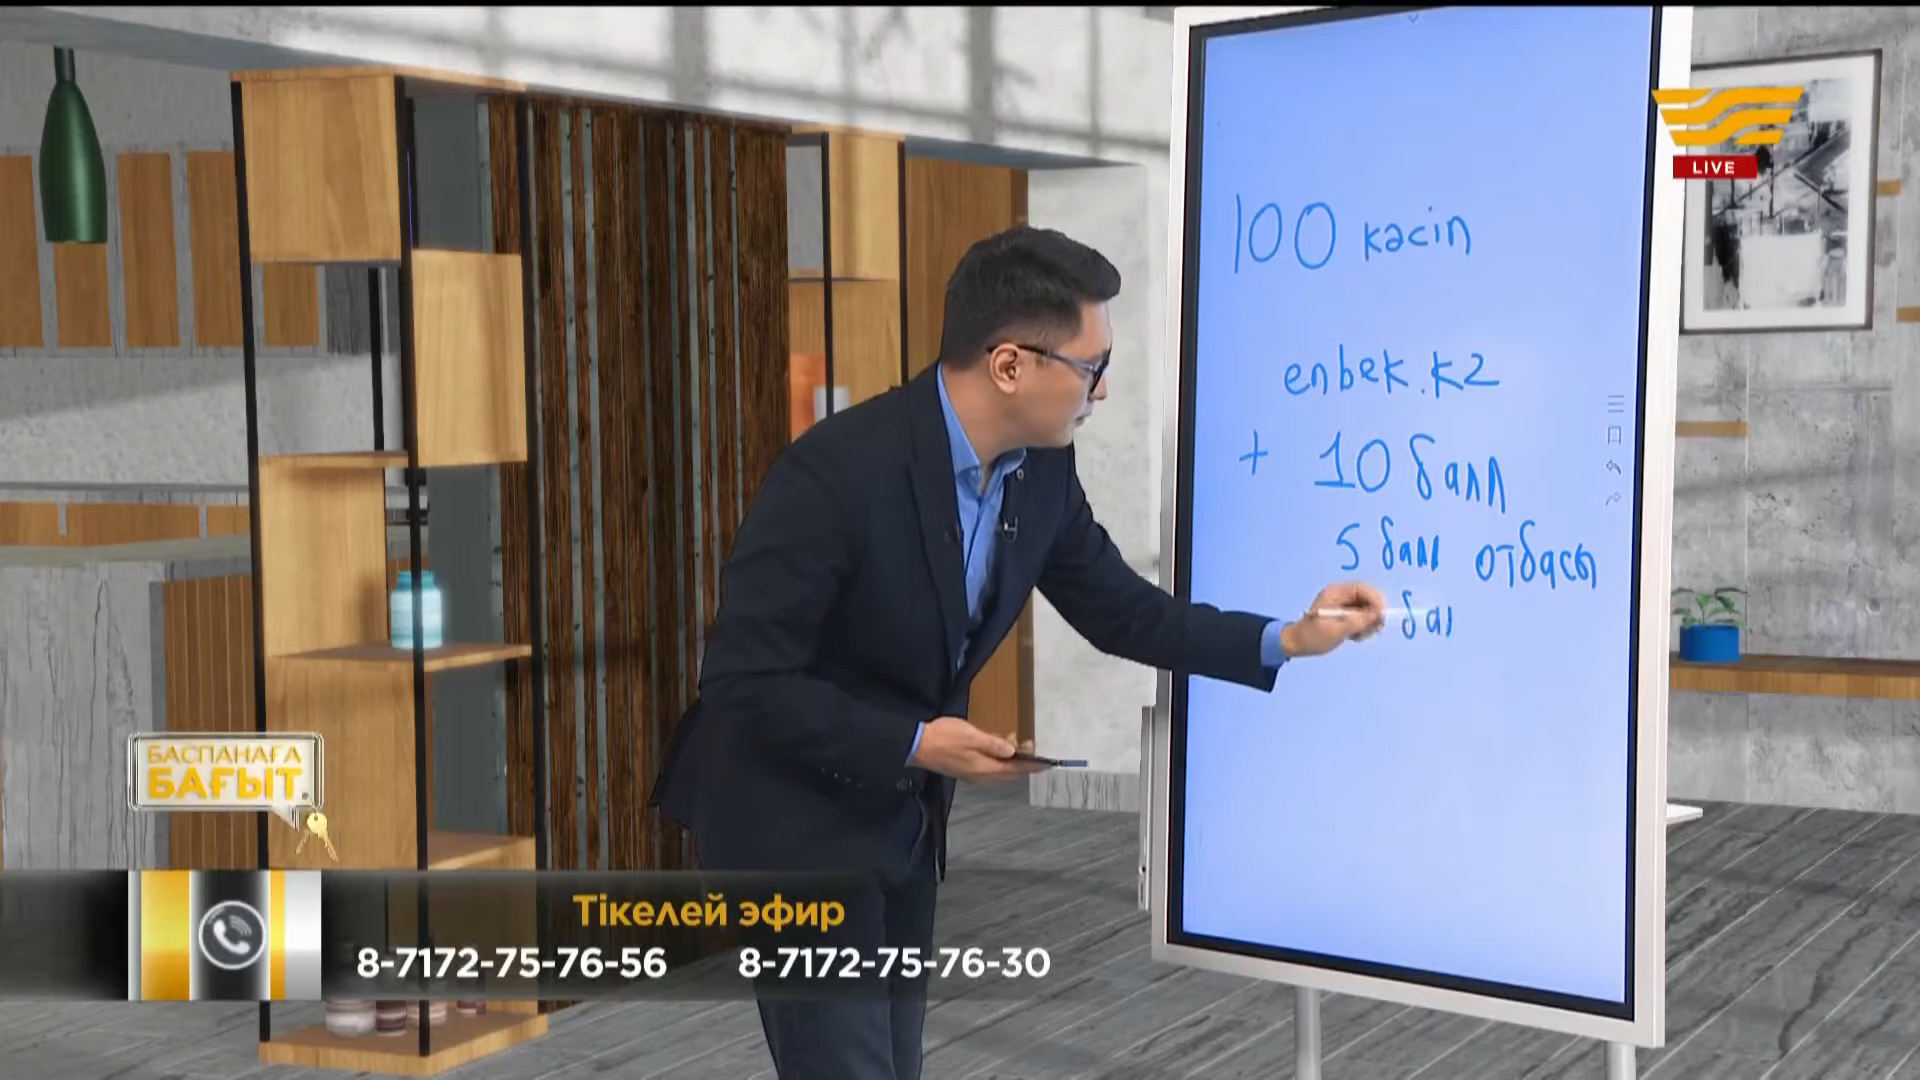 100 кәсіп
enbek.kz
+ 10 балл
5 балл отбасы
LIVE
БАСПАНАҒА
БАҒЫТ
Тікелей эфир
8-7172-75-76-56 8-7172-75-76-30